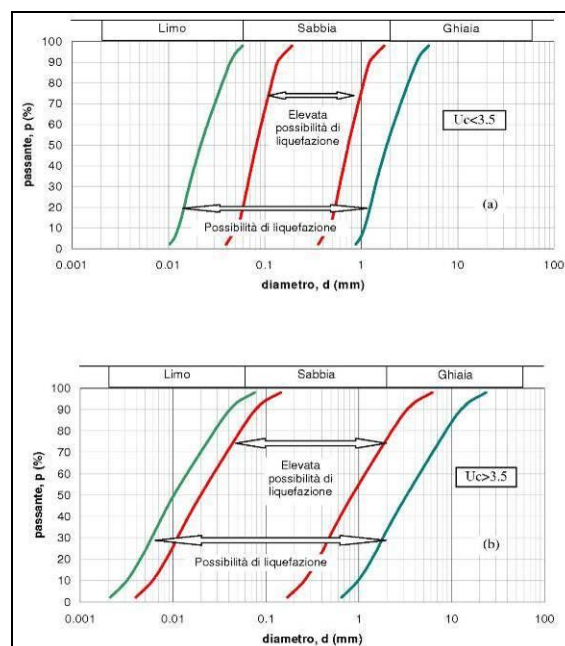 Limo Sabbia Ghiaia
100
90
80
70
60
50
40
30
20
10
0
passante, p (%)
Elevata
possibilità di
liquefazione
Uc<3.5
(a)
Possibilità di liquefazione
0.001 0.01 0.1 1 10 100
diametro, d (mm)
Limo Sabbia Ghiaia
100
90
80
70
60
50
40
30
20
10
0
passante, p (%)
Elevata
possibilità di
liquefazione
Uc>3.5
(b)
Possibilità di liquefazione
0.001 0.01 0.1 1 10 100
diametro, d (mm)